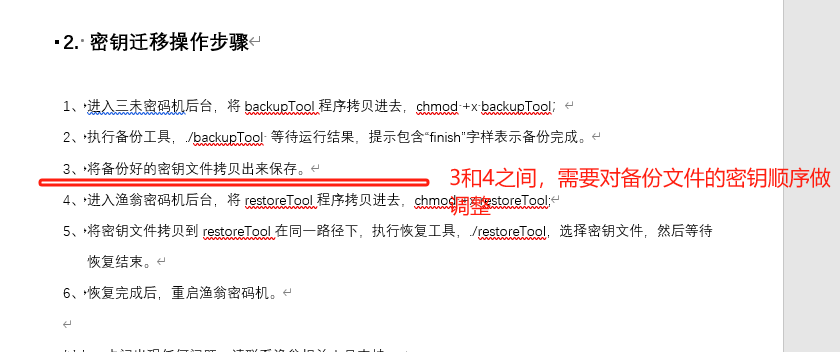 2. 密钥迁移操作步骤
1、进入三未密码机后台，将 backupTool 程序拷贝进去，chmod +x backupTool；
2、执行备份工具，./backupTool 等待运行结果，提示包含“finish”字样表示备份完成。
3、将备份好的密钥文件拷贝出来保存。
3和4之间，需要对备份文件的密钥顺序做
调整
4、进入渔翁密码机后台，将 restoreTool 程序拷贝进去，chmod +x restoreTool;
5、将密钥文件拷贝到 restoreTool 在同一路径下，执行恢复工具，./restoreTool，选择密钥文件，然后等待
恢复结束。
6、恢复完成后，重启渔翁密码机。